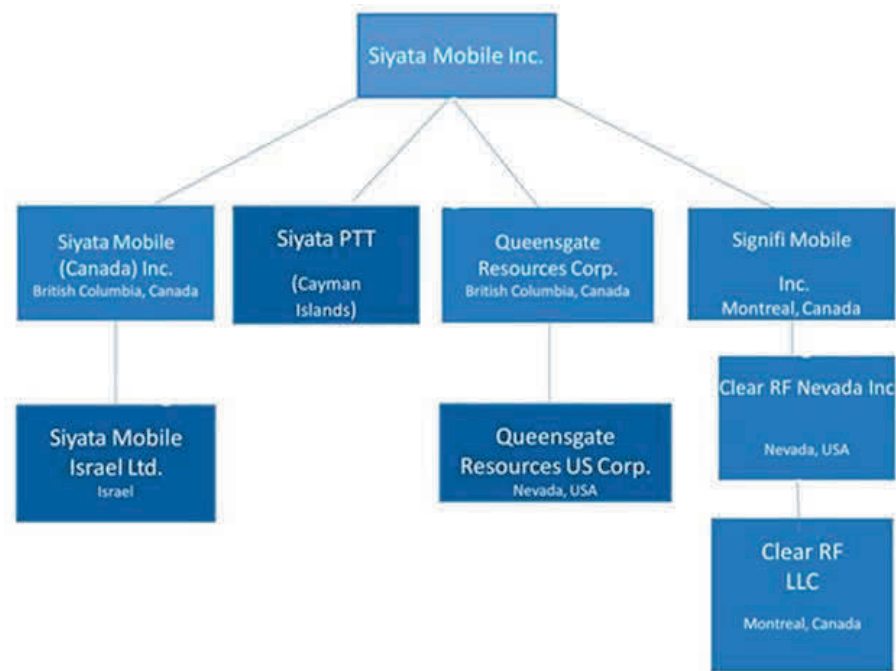 Siyata Mobile Inc.
Siyata Mobile
(Canada) Inc.
British Columbia, Canada
Siyata PTT
(Cayman
Islands)
Queensgate
Resources Corp.
British Columbia, Canada
Signifi Mobile
Inc.
Montreal, Canada
Siyata Mobile
Israel Ltd.
Israel
Queensgate
Resources US Corp.
Nevada, USA
Clear RF Nevada Inc
Nevada, USA
Clear RF
LLC
Montreal, Canada